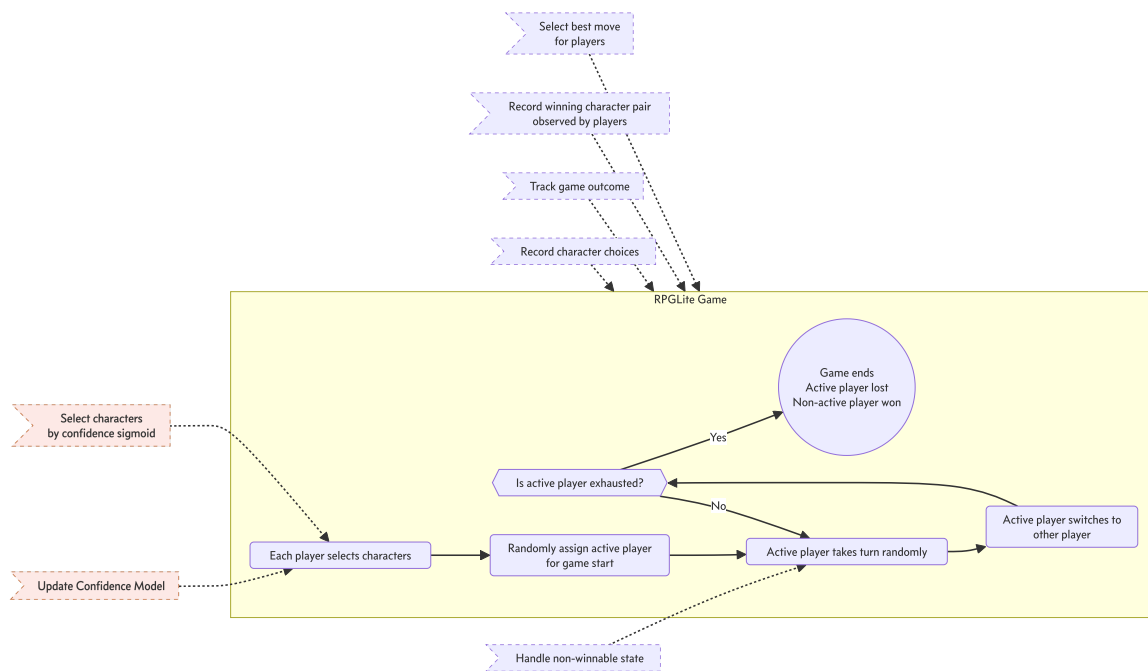 Select best move
for players
Record winning character pair
observed by players
Track game outcome
Record character choices
RPGLite Game
Game ends
Active player lost
Non-active player won
Select characters
by confidence sigmoid
Yes
Is active player exhausted?
No
Active player switches to
other player
Each player selects characters
Randomly assign active player
for game start
Active player takes turn randomly
Update Confidence Model
Handle non-winnable state